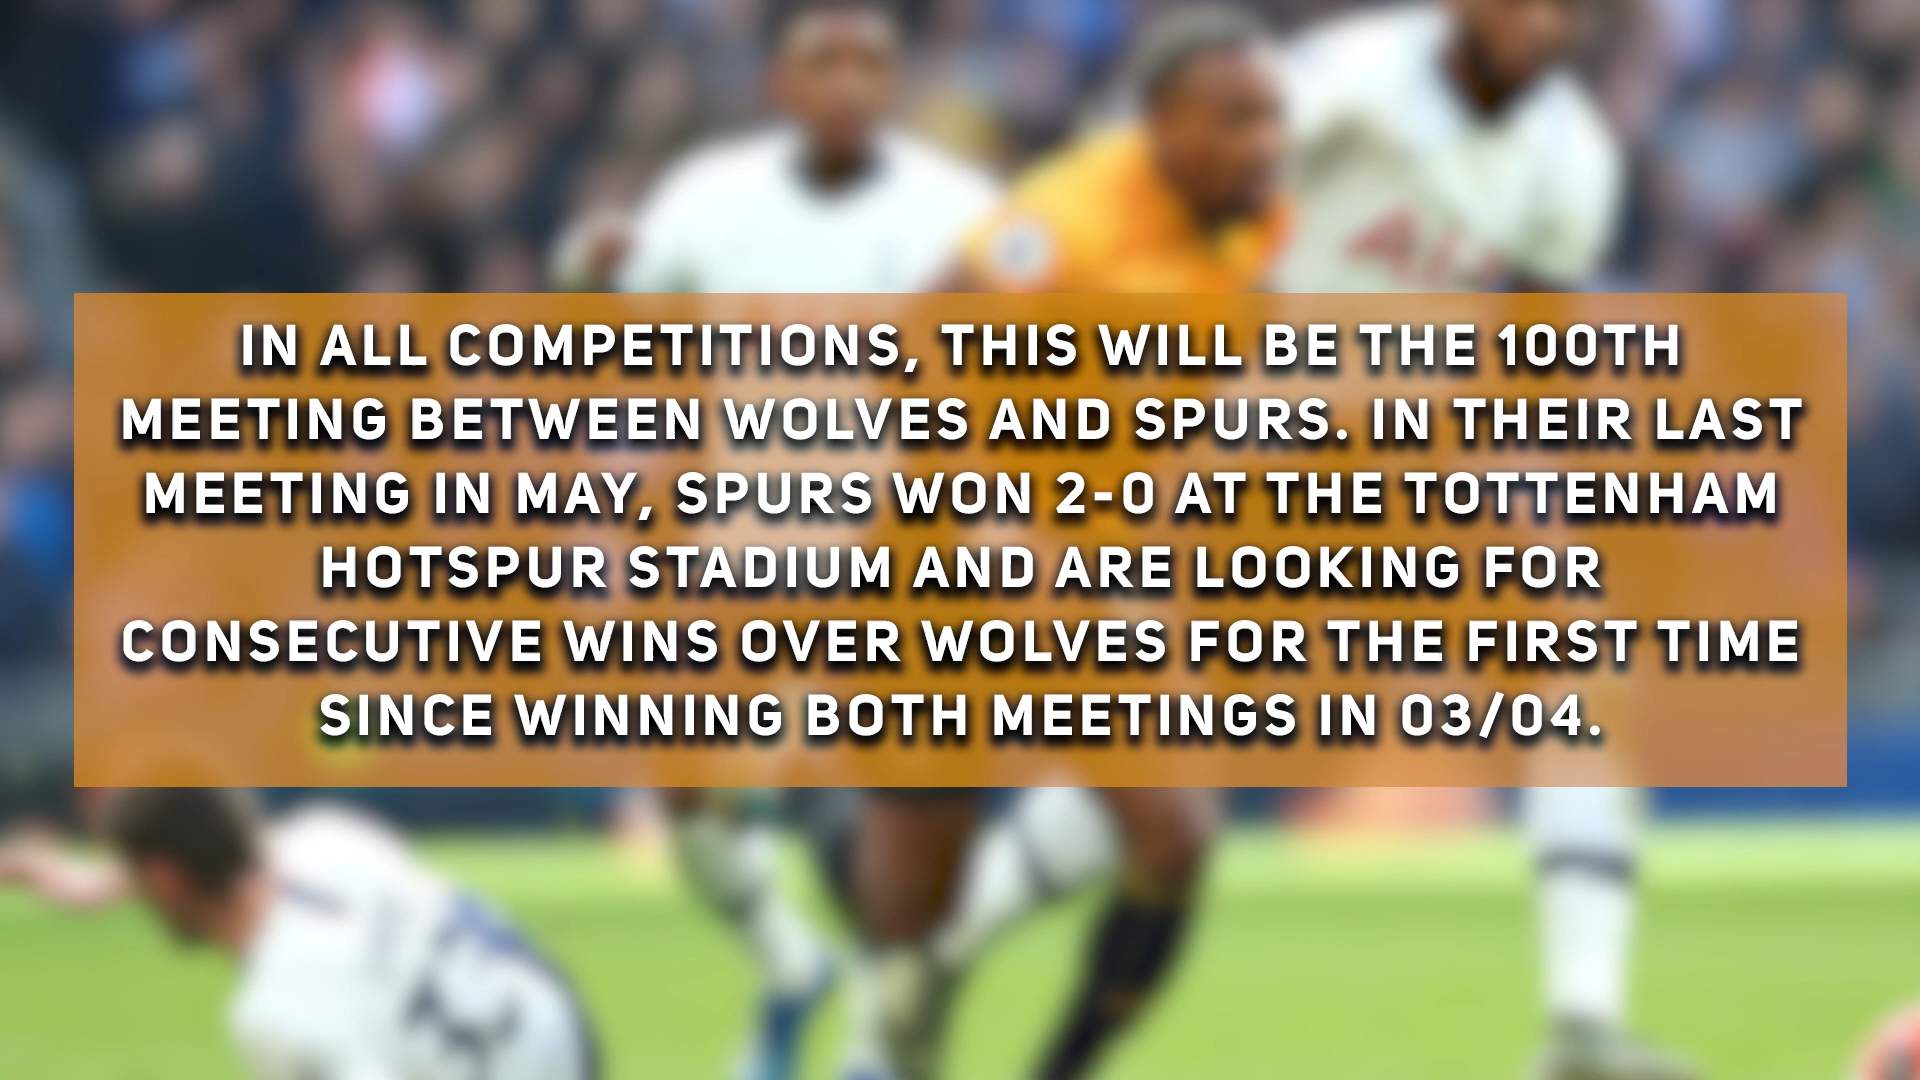 IN ALL COMPETITIONS, THIS WILL BE THE 100TH
MEETING BETWEEN WOLVES AND SPURS. IN THEIR LAST
MEETING IN MAY, SPURS WON 2-0 AT THE TOTTENHAM
HOTSPUR STADIUM AND ARE LOOKING FOR
CONSECUTIVE WINS OVER WOLVES FOR THE FIRST TIME
SINCE WINNING BOTH MEETINGS IN 03/04.